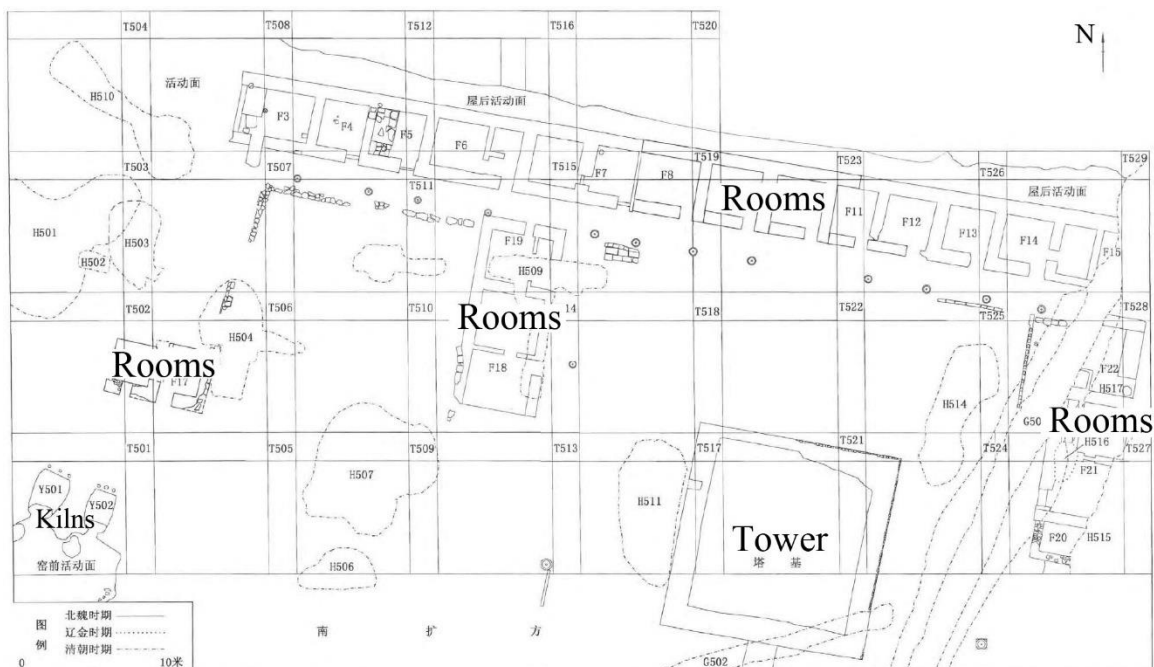 T504
T508
T512
T516
T520
N
H510
活动面
屋后活动面
F3
F4
F5
F6
T503
T507
T515
F7
T519
F8
T523
T526
T529
屋后活动面
T511
Rooms
F11
F12
F13
F14
F15
H501
H503
H502
F19
H509
T502
T506
T510
Rooms
14
T518
T522
T525
T528
H504
Rooms
F17
F18
H514
F22
H517
G50
Rooms
T501
T505
T509
T513
T517
T521
T524
H516
T527
H507
F21
Y501
Y502
H511
Kilns
Tower
塔 基
F20
H515
窑前活动面
H506
图 例
北魏时期
辽金时期
清朝时期
0 10米
南 扩 方
G502